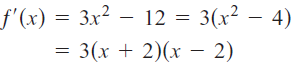 f′(x) = 3x² − 12 = 3(x² − 4)
= 3(x + 2)(x − 2)